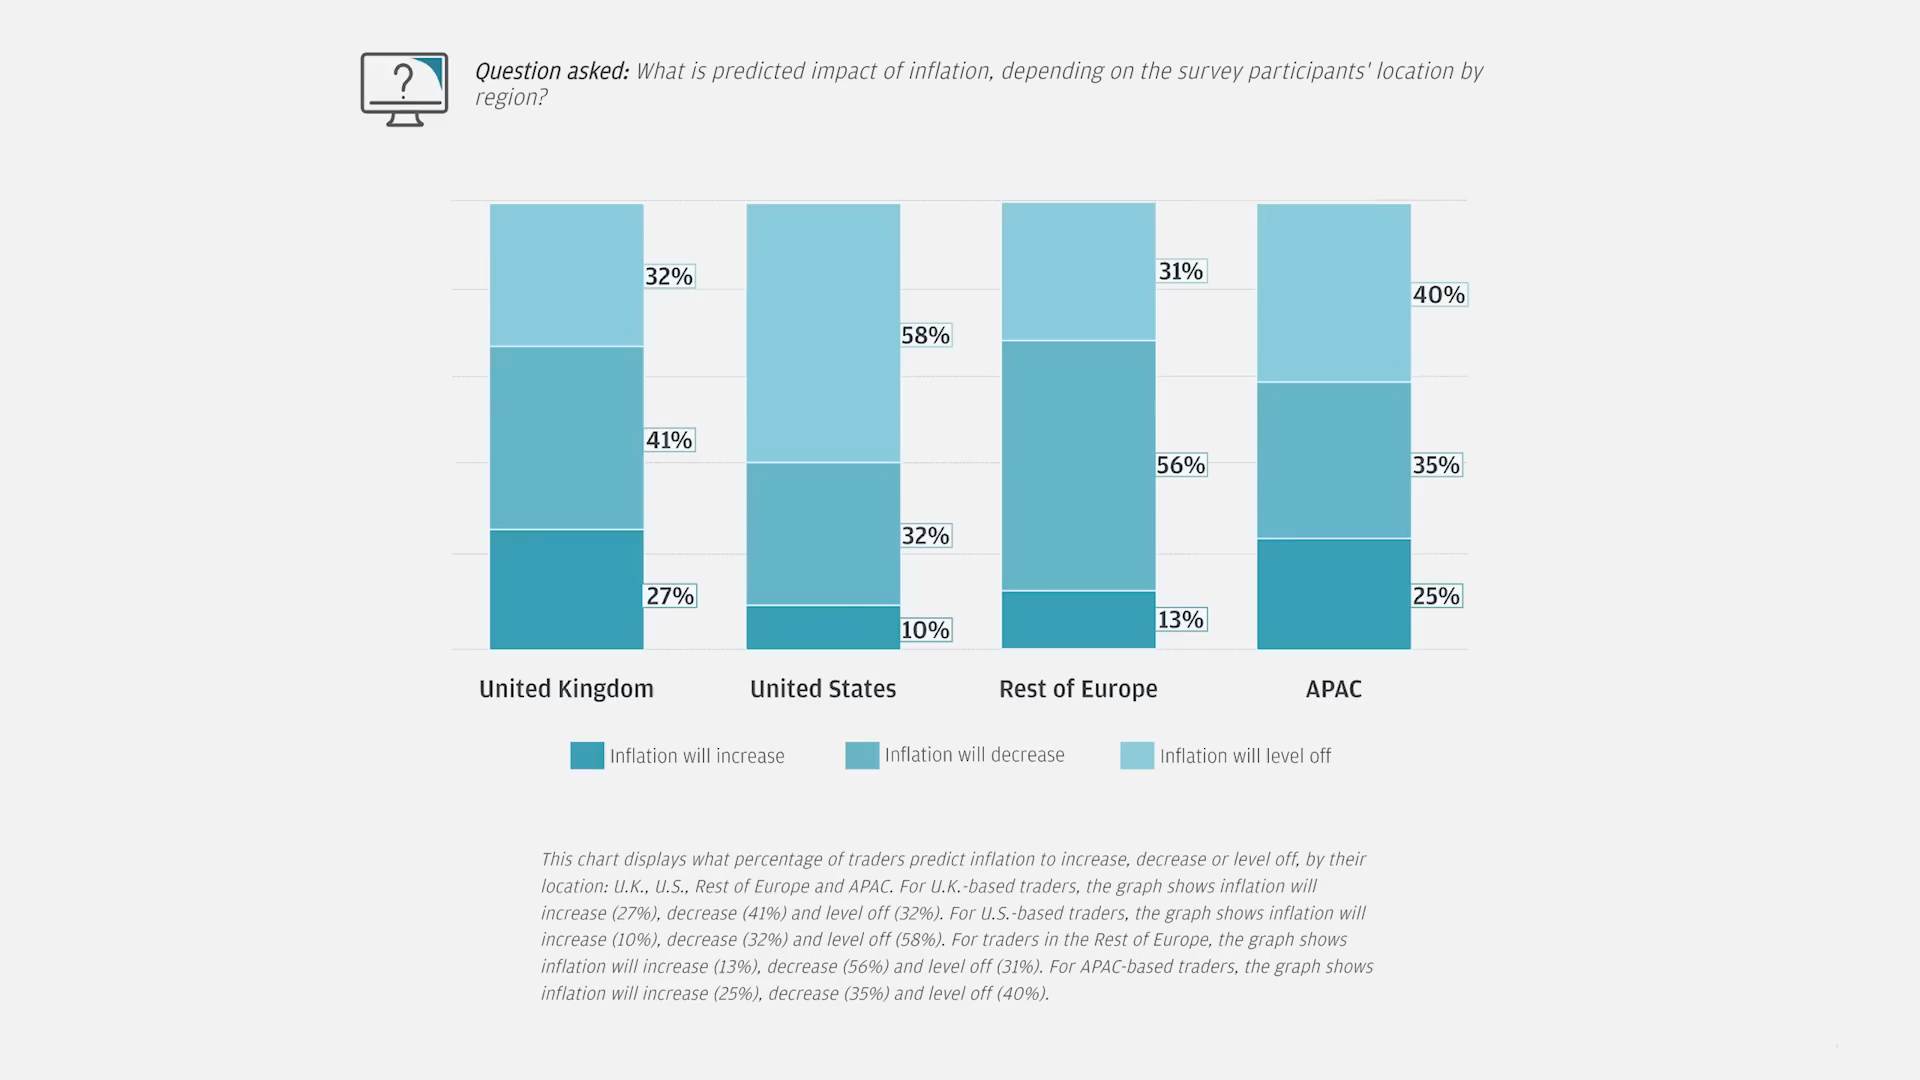 ?
Question asked: What is predicted impact of inflation, depending on the survey participants' location by
region?
32%
41%
27%
58%
32%
10%
31%
56%
13%
40%
35%
25%
United Kingdom
United States
Rest of Europe
APAC
Inflation will increase
Inflation will decrease
Inflation will level off
This chart displays what percentage of traders predict inflation to increase, decrease or level off, by their
location: U.K., U.S., Rest of Europe and APAC. For U.K.-based traders, the graph shows inflation will
increase (27%), decrease (41%) and level off (32%). For U.S.-based traders, the graph shows inflation will
increase (10%), decrease (32%) and level off (58%). For traders in the Rest of Europe, the graph shows
inflation will increase (13%), decrease (56%) and level off (31%). For APAC-based traders, the graph shows
inflation will increase (25%), decrease (35%) and level off (40%).